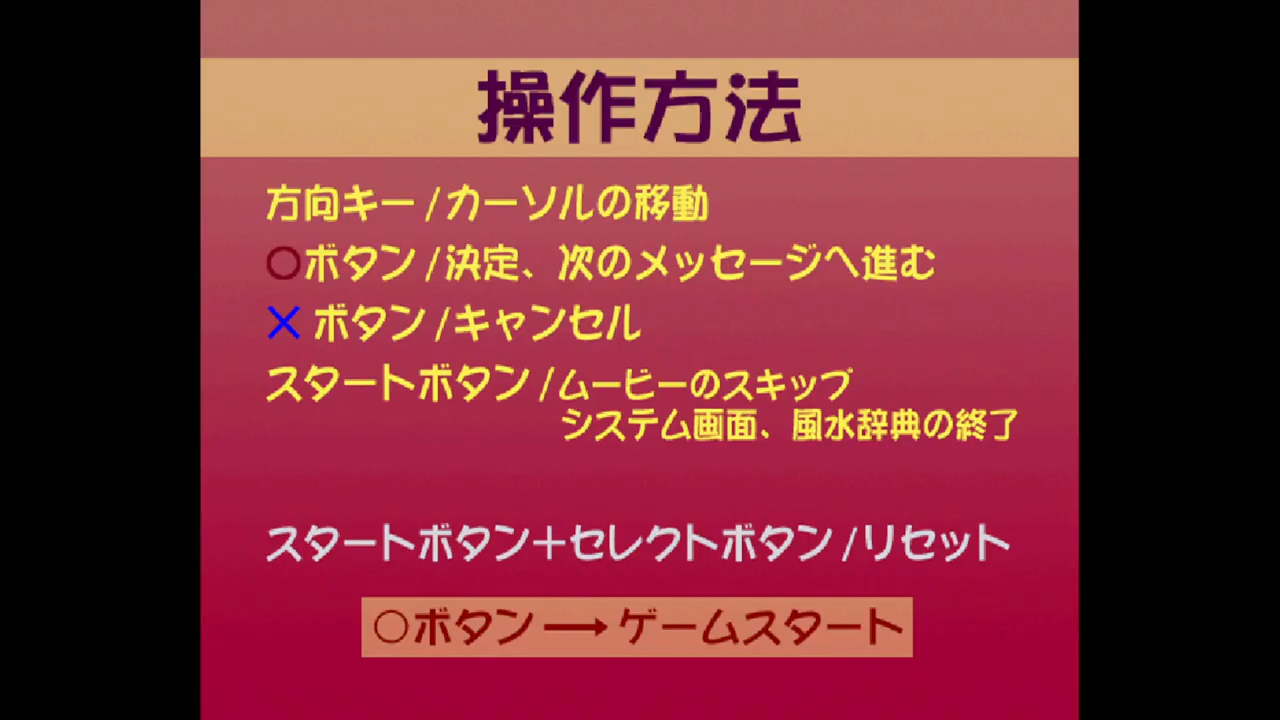 操作方法
方向キー/カーソルの移動
○ボタン/決定、次のメッセージへ進む
×ボタン/キャンセル
スタートボタン/ムービーのスキップ
システム画面、風水辞典の終了
スタートボタン+セレクトボタン/リセット
○ボタン→ゲームスタート